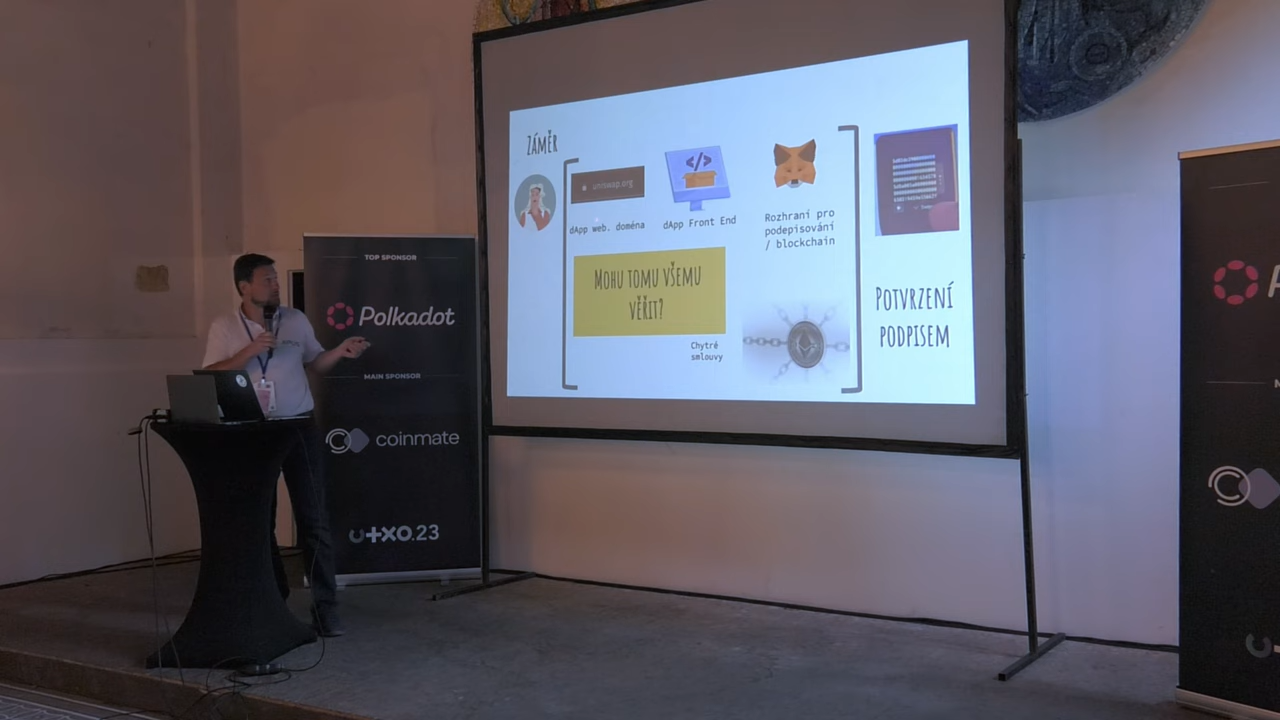 TOP SPONSOR
Polkadot
MAIN SPONSOR
coinmate
UTXO.23
ZÁMĚR
uniswap.org
</>
dApp web. doména
dApp Front End
Rozhraní pro
podepisování
/ blockchain
MOHU TOMU VŠEMU
VĚŘIT?
Chytré
smlouvy
POTVRZENÍ
PODPISEM